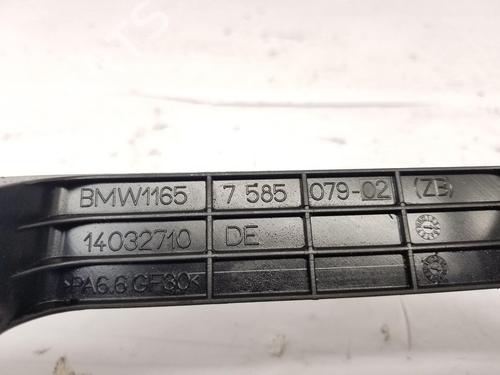 BMW1165 7 585 079-02 (ZB)
14032710 DE
>PA6.6 GF30<